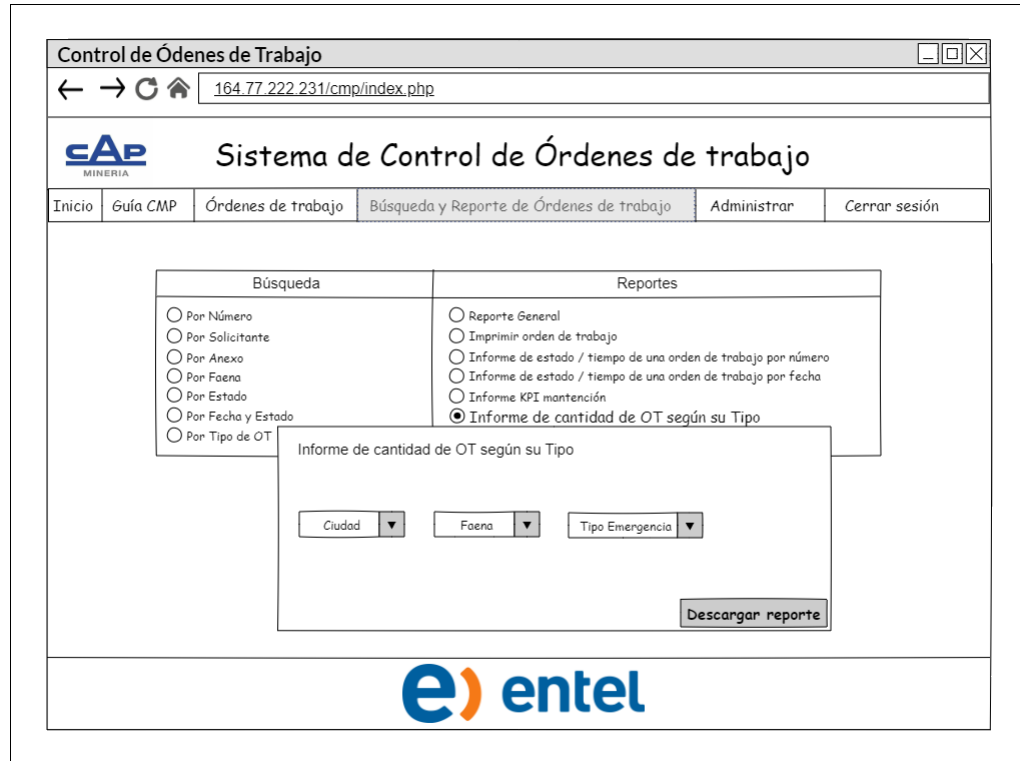 Control de Ódenes de Trabajo
164.77.222.231/cmp/index.php
CAP
MINERIA
Sistema de Control de Órdenes de trabajo
Inicio Guía CMP Órdenes de trabajo Búsqueda y Reporte de Órdenes de trabajo Administrar Cerrar sesión
Búsqueda
Por Número
Por Solicitante
Por Anexo
Por Faena
Por Estado
Por Fecha y Estado
Por Tipo de OT
Reportes
Reporte General
Imprimir orden de trabajo
Informe de estado / tiempo de una orden de trabajo por número
Informe de estado / tiempo de una orden de trabajo por fecha
Informe KPI mantención
Informe de cantidad de OT según su Tipo
Informe de cantidad de OT según su Tipo
Ciudad Faena Tipo Emergencia
Descargar reporte
e) entel